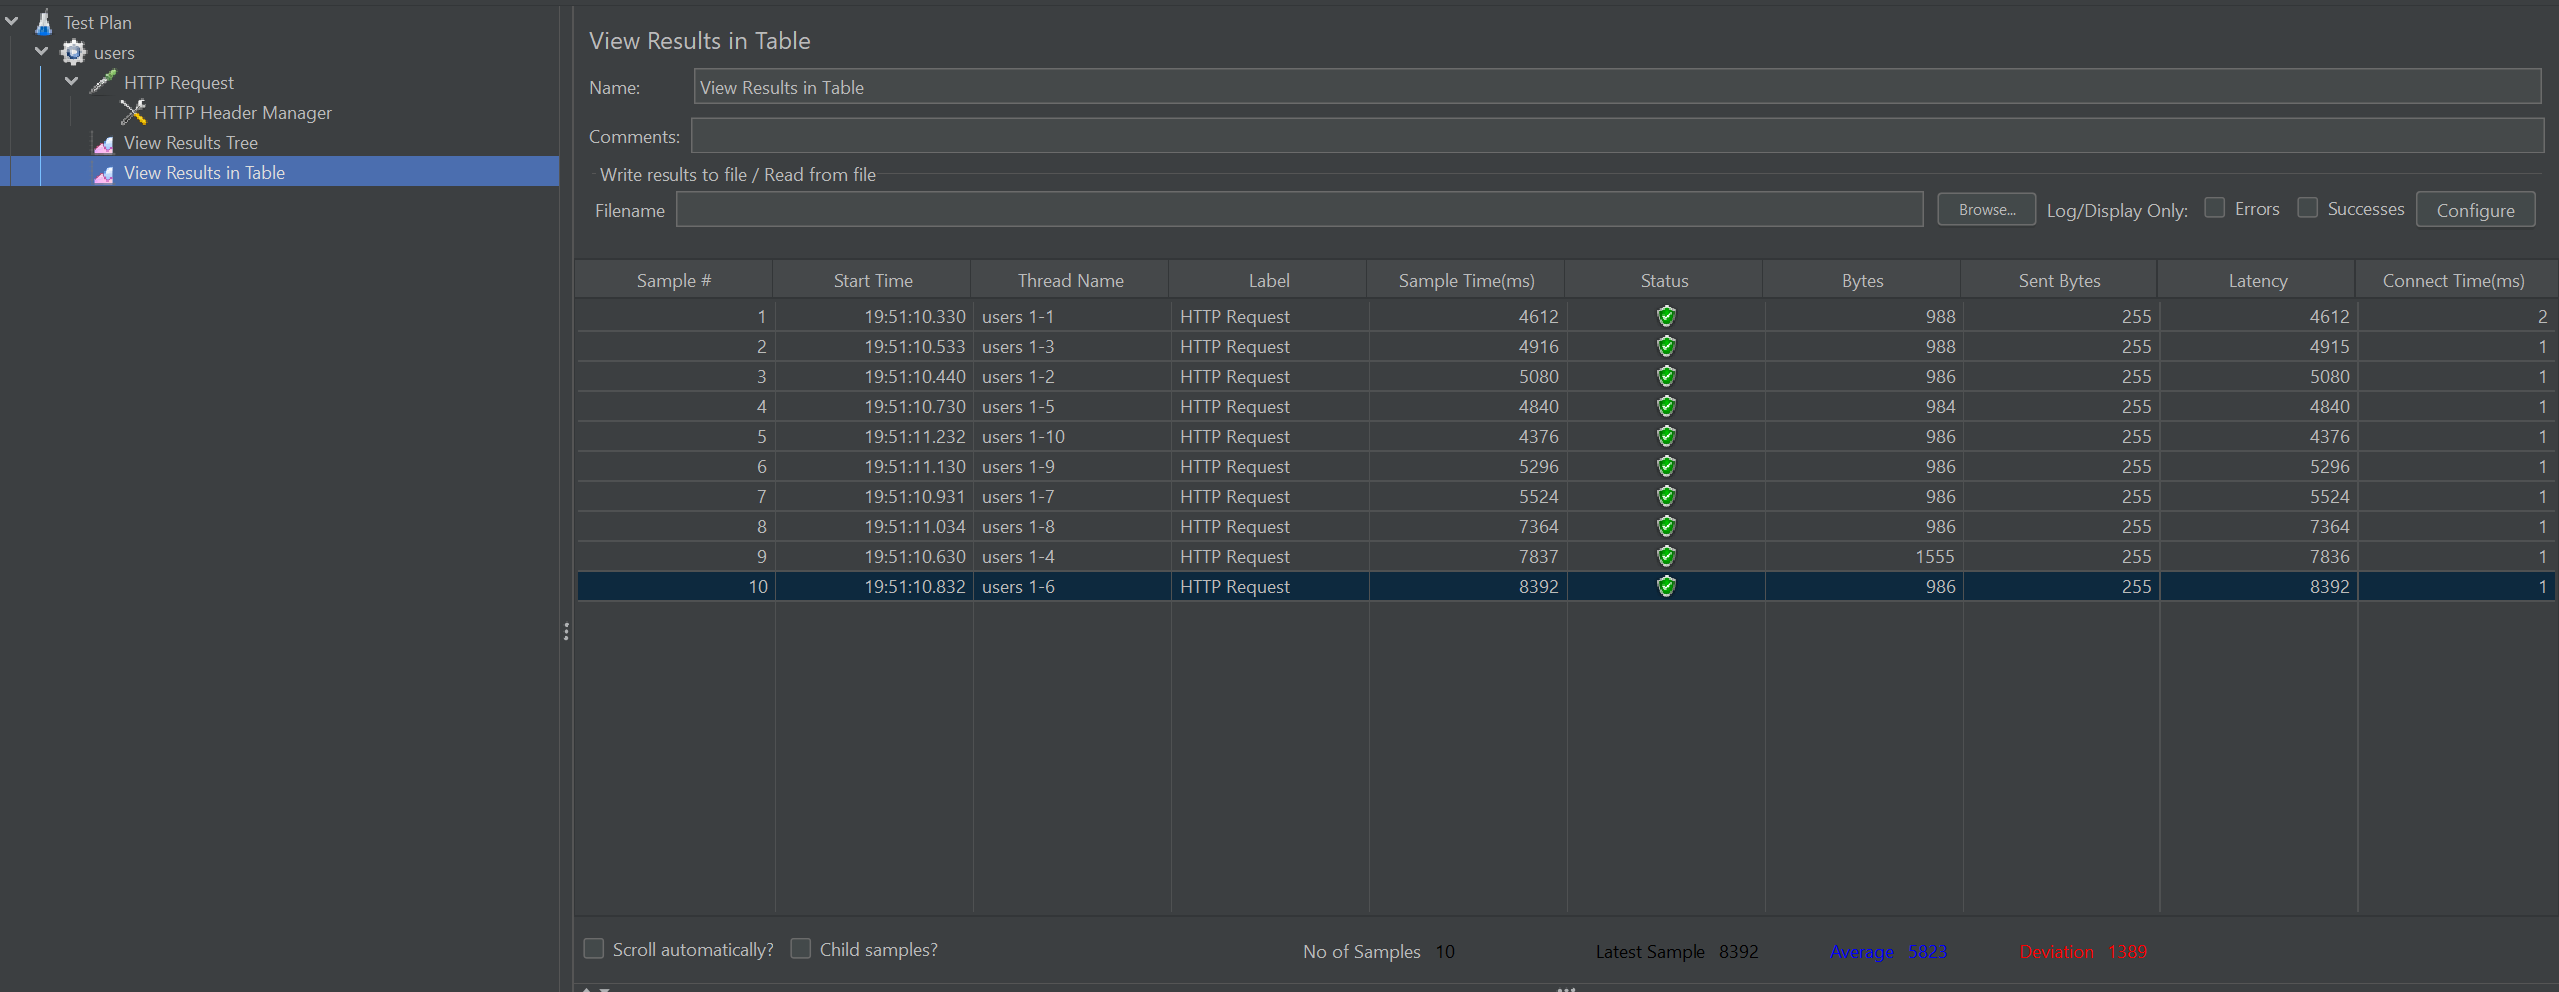 Test Plan
users
HTTP Request
HTTP Header Manager
View Results Tree
View Results in Table
View Results in Table
Name: View Results in Table
Comments:
Write results to file / Read from file
Filename Browse... Log/Display Only: Errors Successes Configure
Sample # Start Time Thread Name Label Sample Time(ms) Status Bytes Sent Bytes Latency Connect Time(ms)
1 19:51:10.330 users 1-1 HTTP Request 4612 988 255 4612 2
2 19:51:10.533 users 1-3 HTTP Request 4916 988 255 4915 1
3 19:51:10.440 users 1-2 HTTP Request 5080 986 255 5080 1
4 19:51:10.730 users 1-5 HTTP Request 4840 984 255 4840 1
5 19:51:11.232 users 1-10 HTTP Request 4376 986 255 4376 1
6 19:51:11.130 users 1-9 HTTP Request 5296 986 255 5296 1
7 19:51:10.931 users 1-7 HTTP Request 5524 986 255 5524 1
8 19:51:11.034 users 1-8 HTTP Request 7364 986 255 7364 1
9 19:51:10.630 users 1-4 HTTP Request 7837 1555 255 7836 1
10 19:51:10.832 users 1-6 HTTP Request 8392 986 255 8392 1
Scroll automatically? Child samples? No of Samples 10 Latest Sample 8392 Average 5823 Deviation 1389